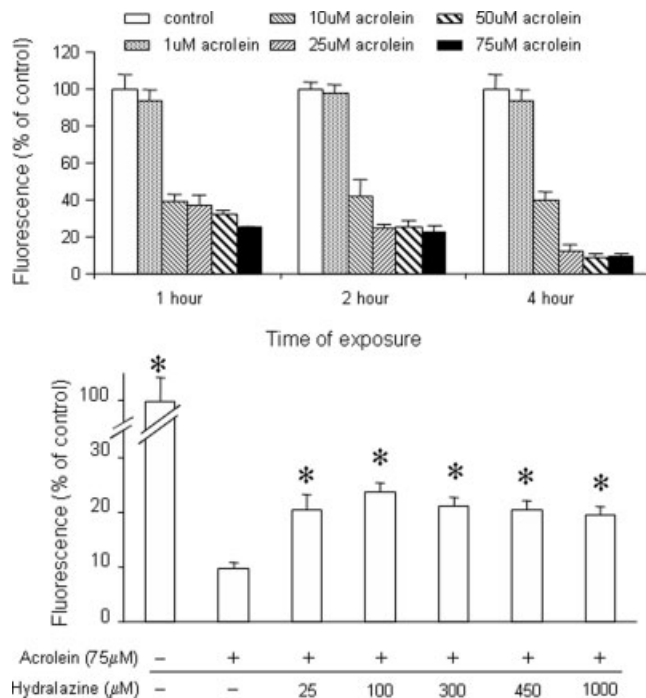 control 10uM acrolein 50uM acrolein
1uM acrolein 25uM acrolein 75uM acrolein
Fluorescence (% of control)
120
100
80
60
40
20
0
1 hour 2 hour 4 hour
Time of exposure
Fluorescence (% of control)
100
30
20
10
0
* * * * * *
Acrolein (75μM) – + + + + + +
Hydralazine (μM) – – 25 100 300 450 1000